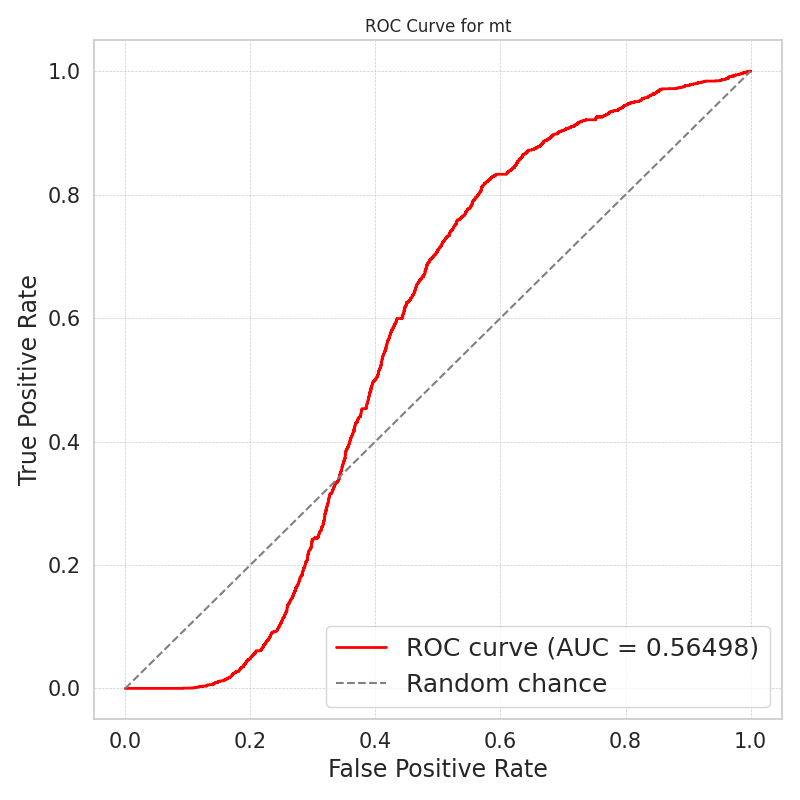 ROC Curve for mt
True Positive Rate
1.0
0.8
0.6
0.4
0.2
0.0
ROC curve (AUC = 0.56498)
Random chance
0.0 0.2 0.4 0.6 0.8 1.0
False Positive Rate